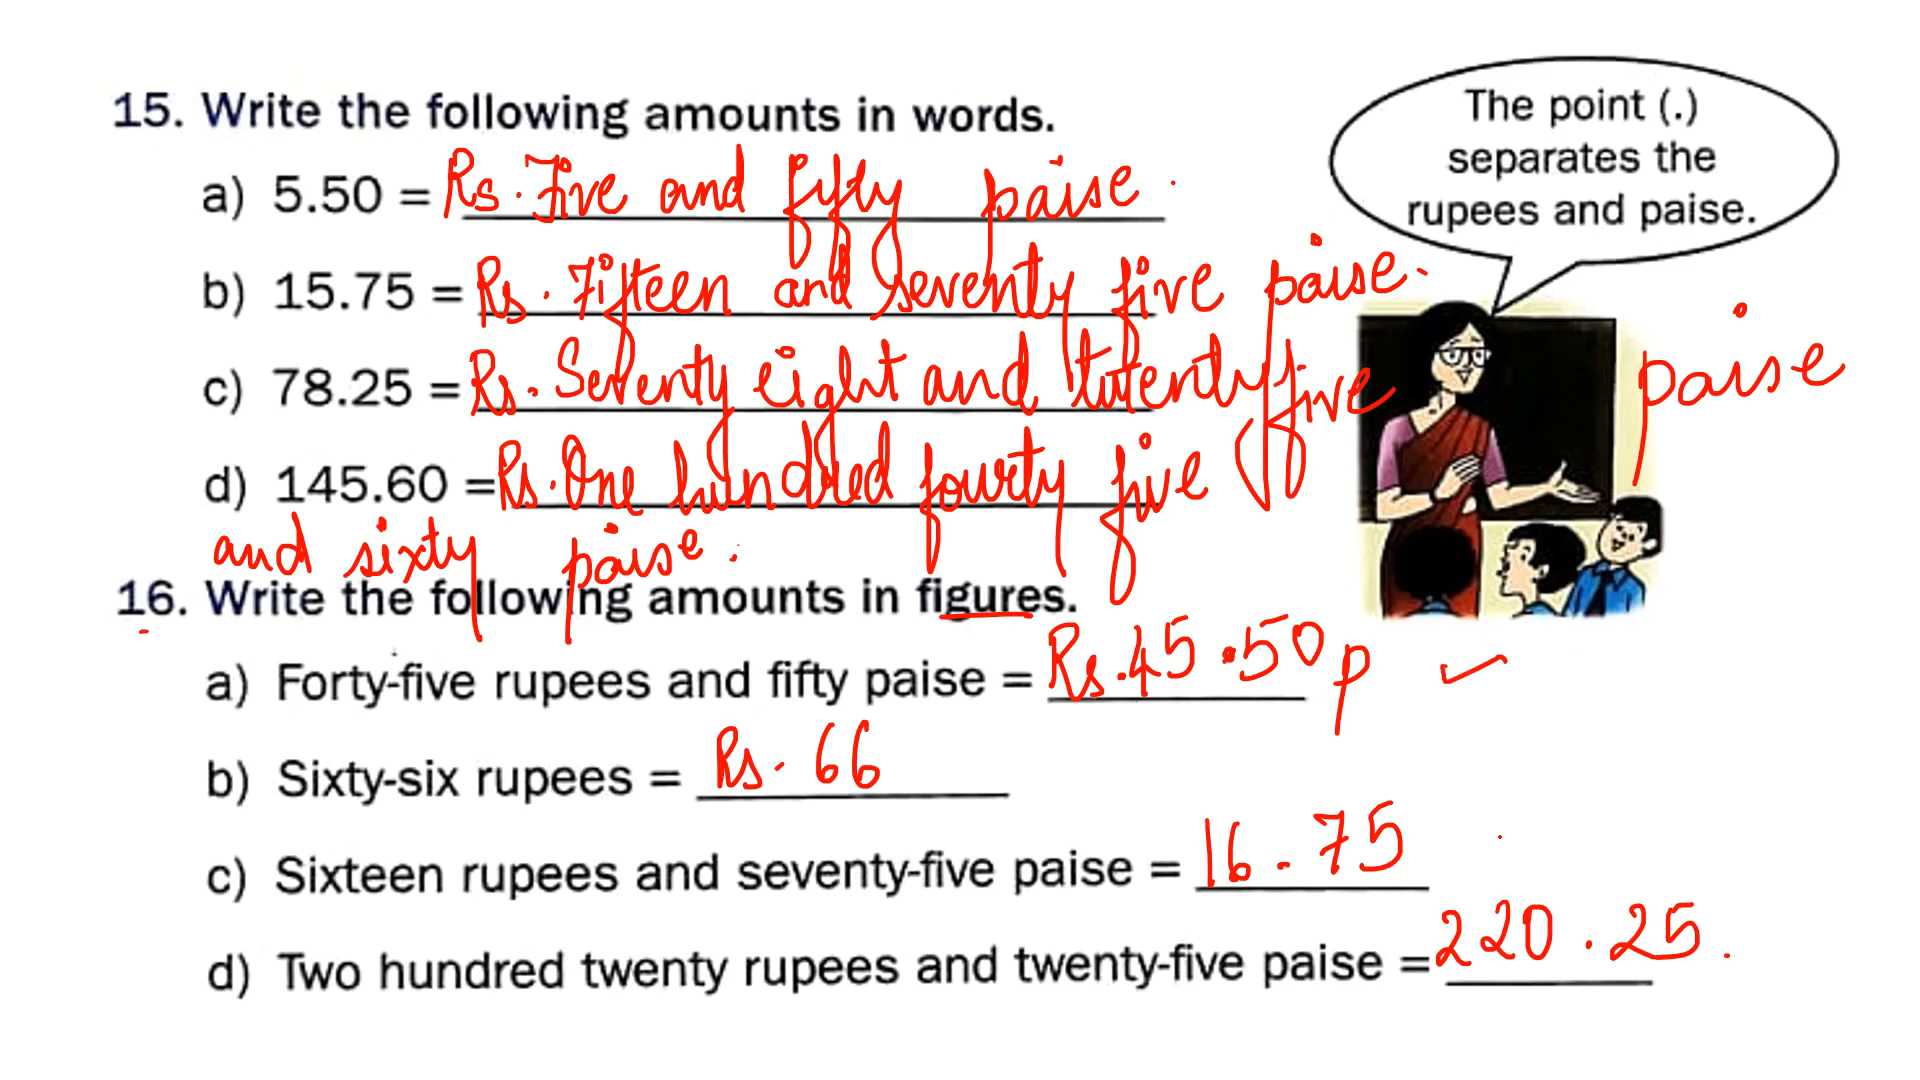 15. Write the following amounts in words.
The point (.)
separates the
rupees and paise.
a) 5.50 = Rs. Five and fifty paise.
b) 15.75 = Rs. Fifteen and seventy five paise.
c) 78.25 = Rs. Seventy eight and twenty five paise
d) 145.60 = Rs. One hundred fourty five
and sixty paise.
16. Write the following amounts in figures.
a) Forty-five rupees and fifty paise = Rs. 45.50 p ✓
b) Sixty-six rupees = Rs. 66
c) Sixteen rupees and seventy-five paise = 16.75
d) Two hundred twenty rupees and twenty-five paise = 220.25.